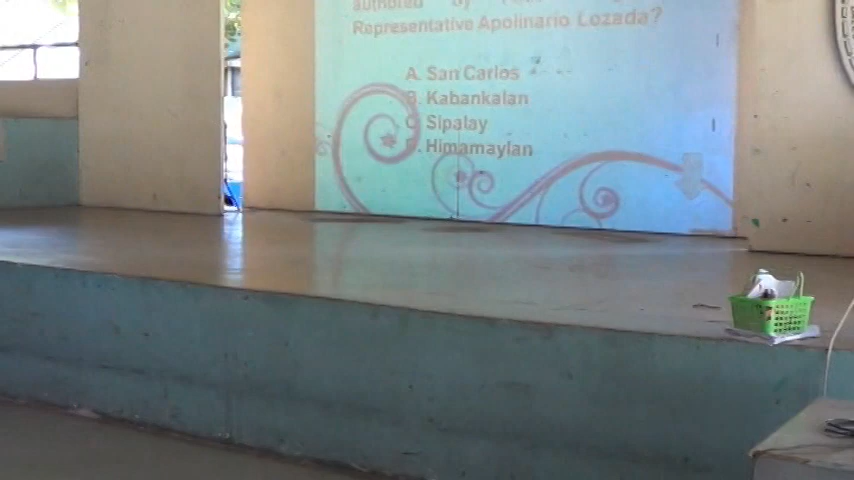 authored by
Representative Apolinario Lozada?
A. San Carlos
B. Kabankalan
C. Sipalay
D. Himamaylan